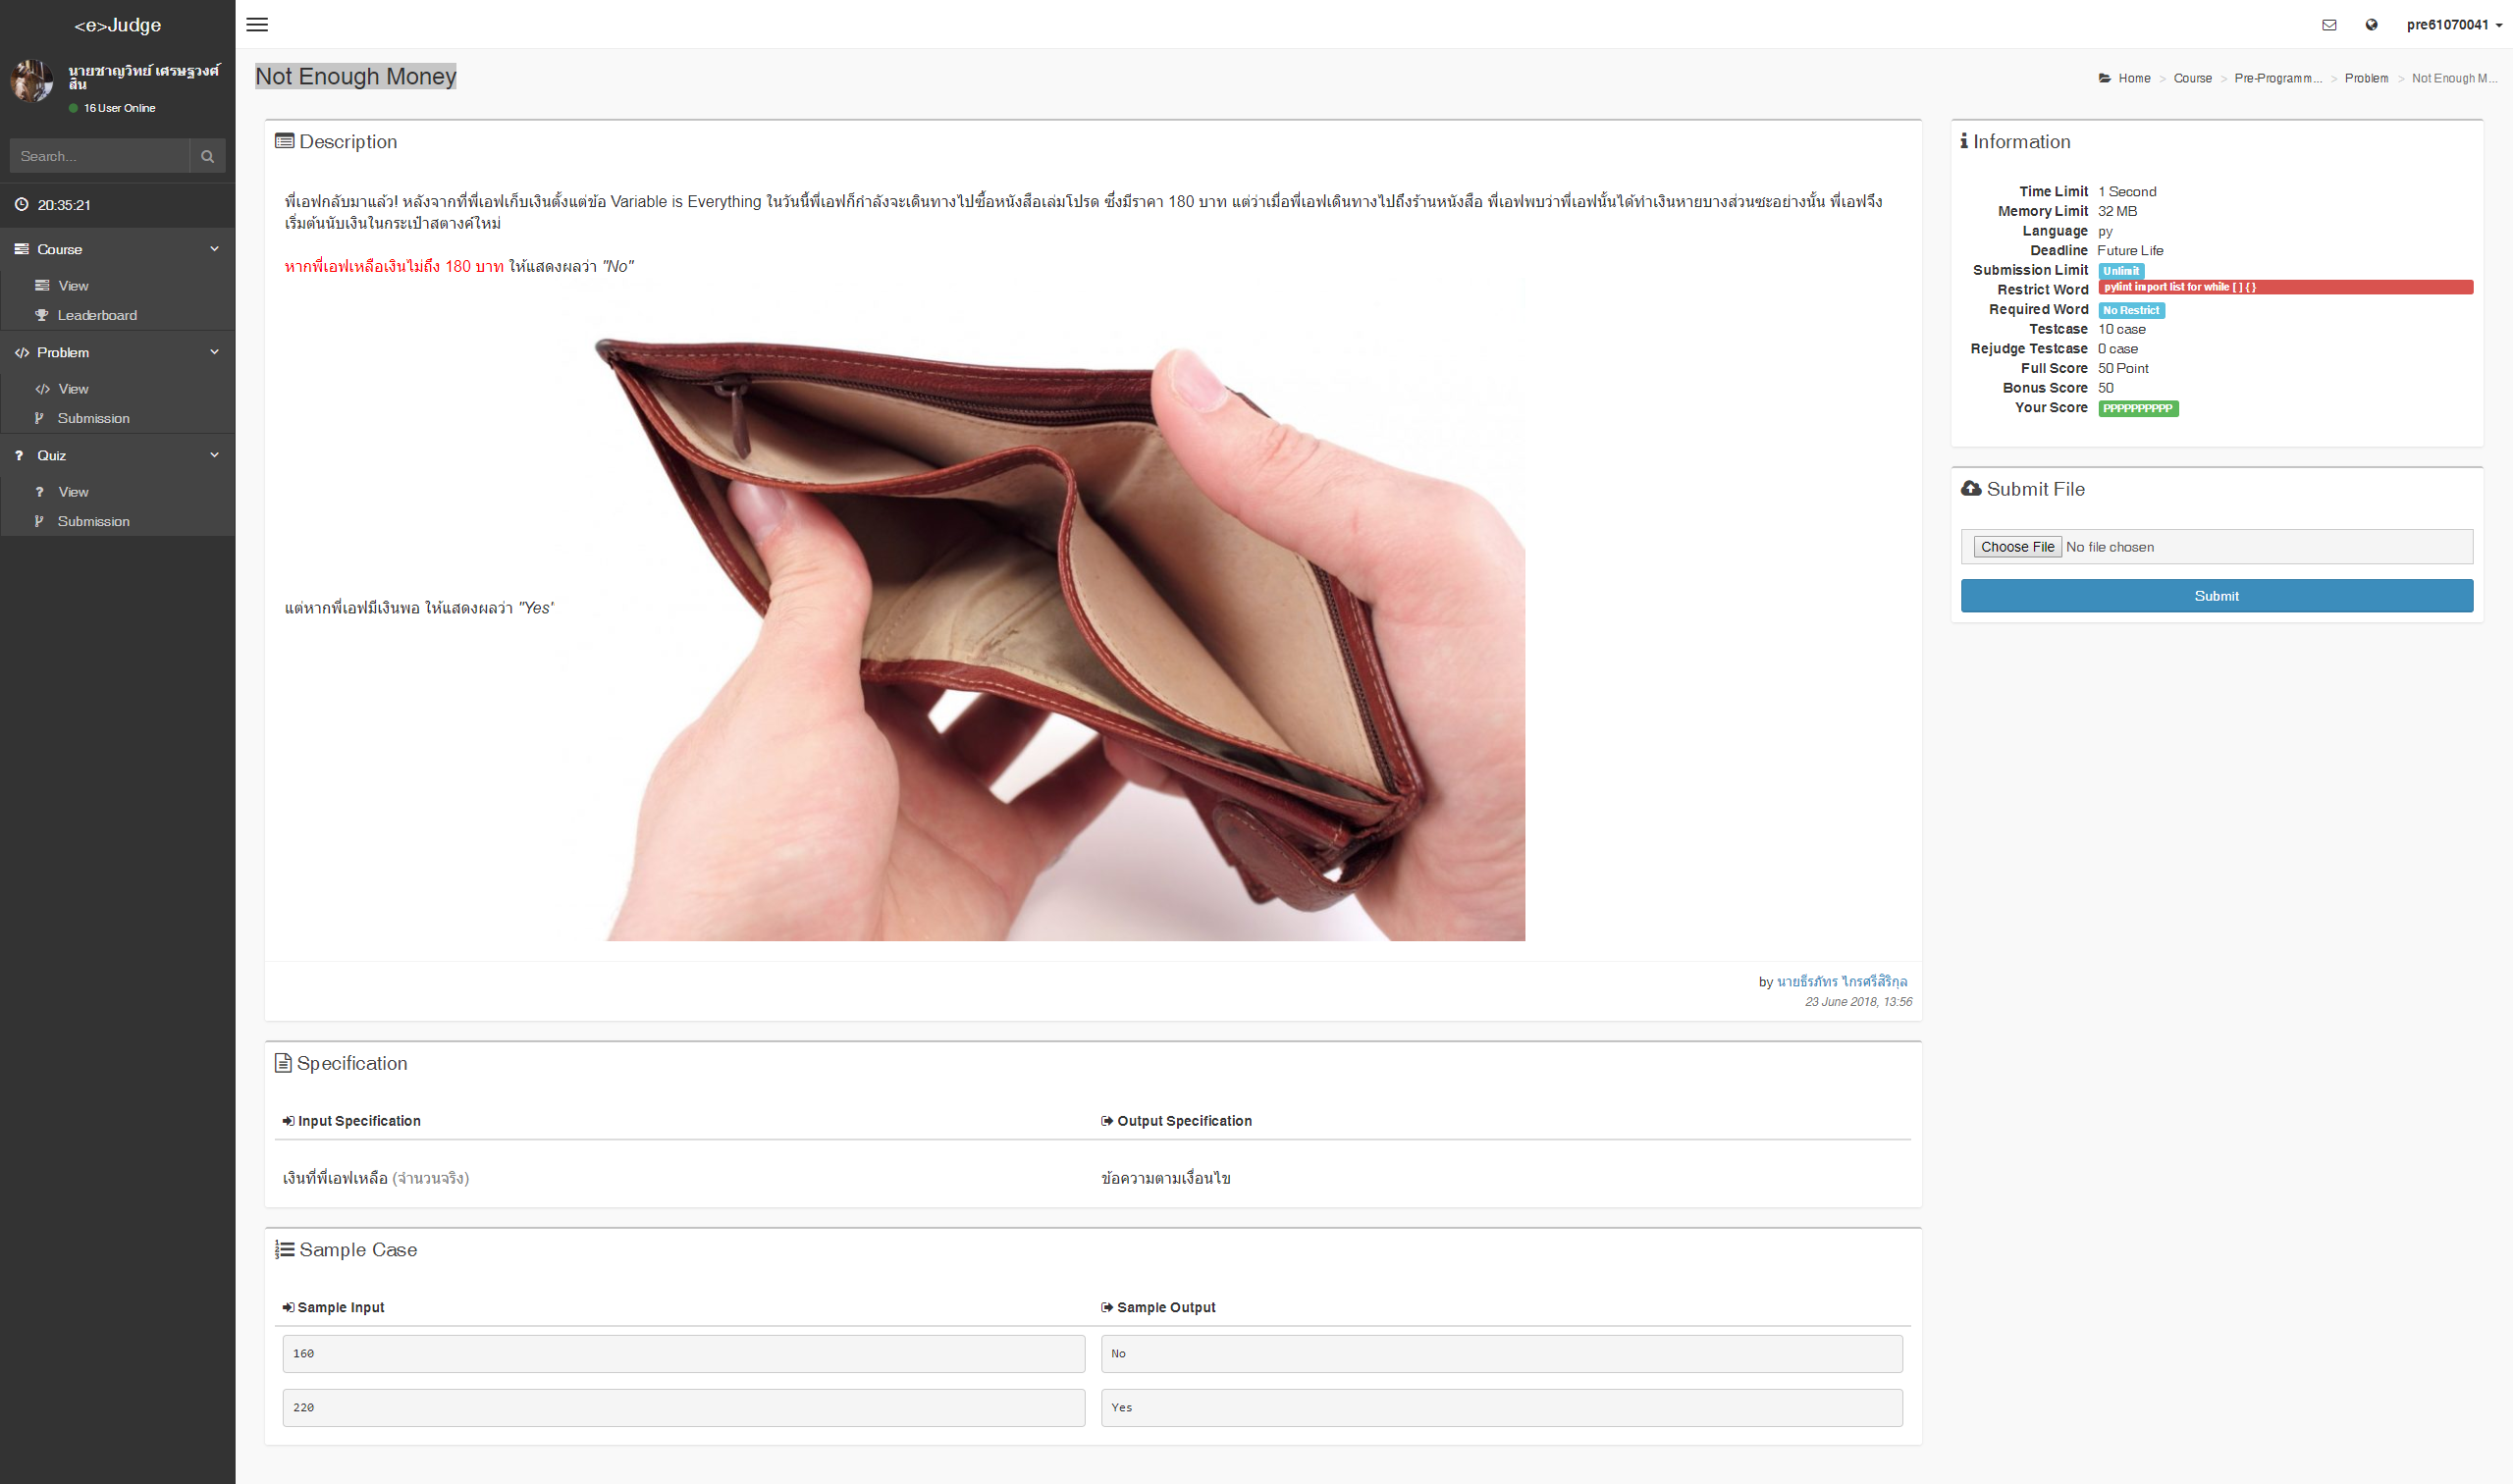 <e>Judge
pre61070041
นายชาญวิทย์ เศรษฐวงศ์
สิน
16 User Online
Search...
20:35:21
Course
View
Leaderboard
Problem
View
Submission
Quiz
View
Submission
Not Enough Money
Home > Course > Pre-Programm... > Problem > Not Enough M...
Description
พี่เอฟกลับมาแล้ว! หลังจากที่พี่เอฟเก็บเงินตั้งแต่ข้อ Variable is Everything ในวันนี้พี่เอฟก็กำลังจะเดินทางไปซื้อหนังสือเล่มโปรด ซึ่งมีราคา 180 บาท แต่ว่าเมื่อพี่เอฟเดินทางไปถึงร้านหนังสือ พี่เอฟพบว่าพี่เอฟนั้นได้ทำเงินหายบางส่วนซะอย่างนั้น พี่เอฟจึง
เริ่มต้นนับเงินในกระเป๋าสตางค์ใหม่
หากพี่เอฟเหลือเงินไม่ถึง 180 บาท ให้แสดงผลว่า "No"
แต่หากพี่เอฟมีเงินพอ ให้แสดงผลว่า "Yes"
by นายธีรภัทร ไกรศรีสิริกุล
23 June 2018, 13:56
Specification
Input Specification
Output Specification
เงินที่พี่เอฟเหลือ (จำนวนจริง)
ข้อความตามเงื่อนไข
Sample Case
Sample Input
Sample Output
160
No
220
Yes
Information
Time Limit 1 Second
Memory Limit 32 MB
Language py
Deadline Future Life
Submission Limit Unlimit
Restrict Word pylint import list for while [ ] { }
Required Word No Restrict
Testcase 10 case
Rejudge Testcase 0 case
Full Score 50 Point
Bonus Score 50
Your Score PPPPPPPPPP
Submit File
Choose File No file chosen
Submit